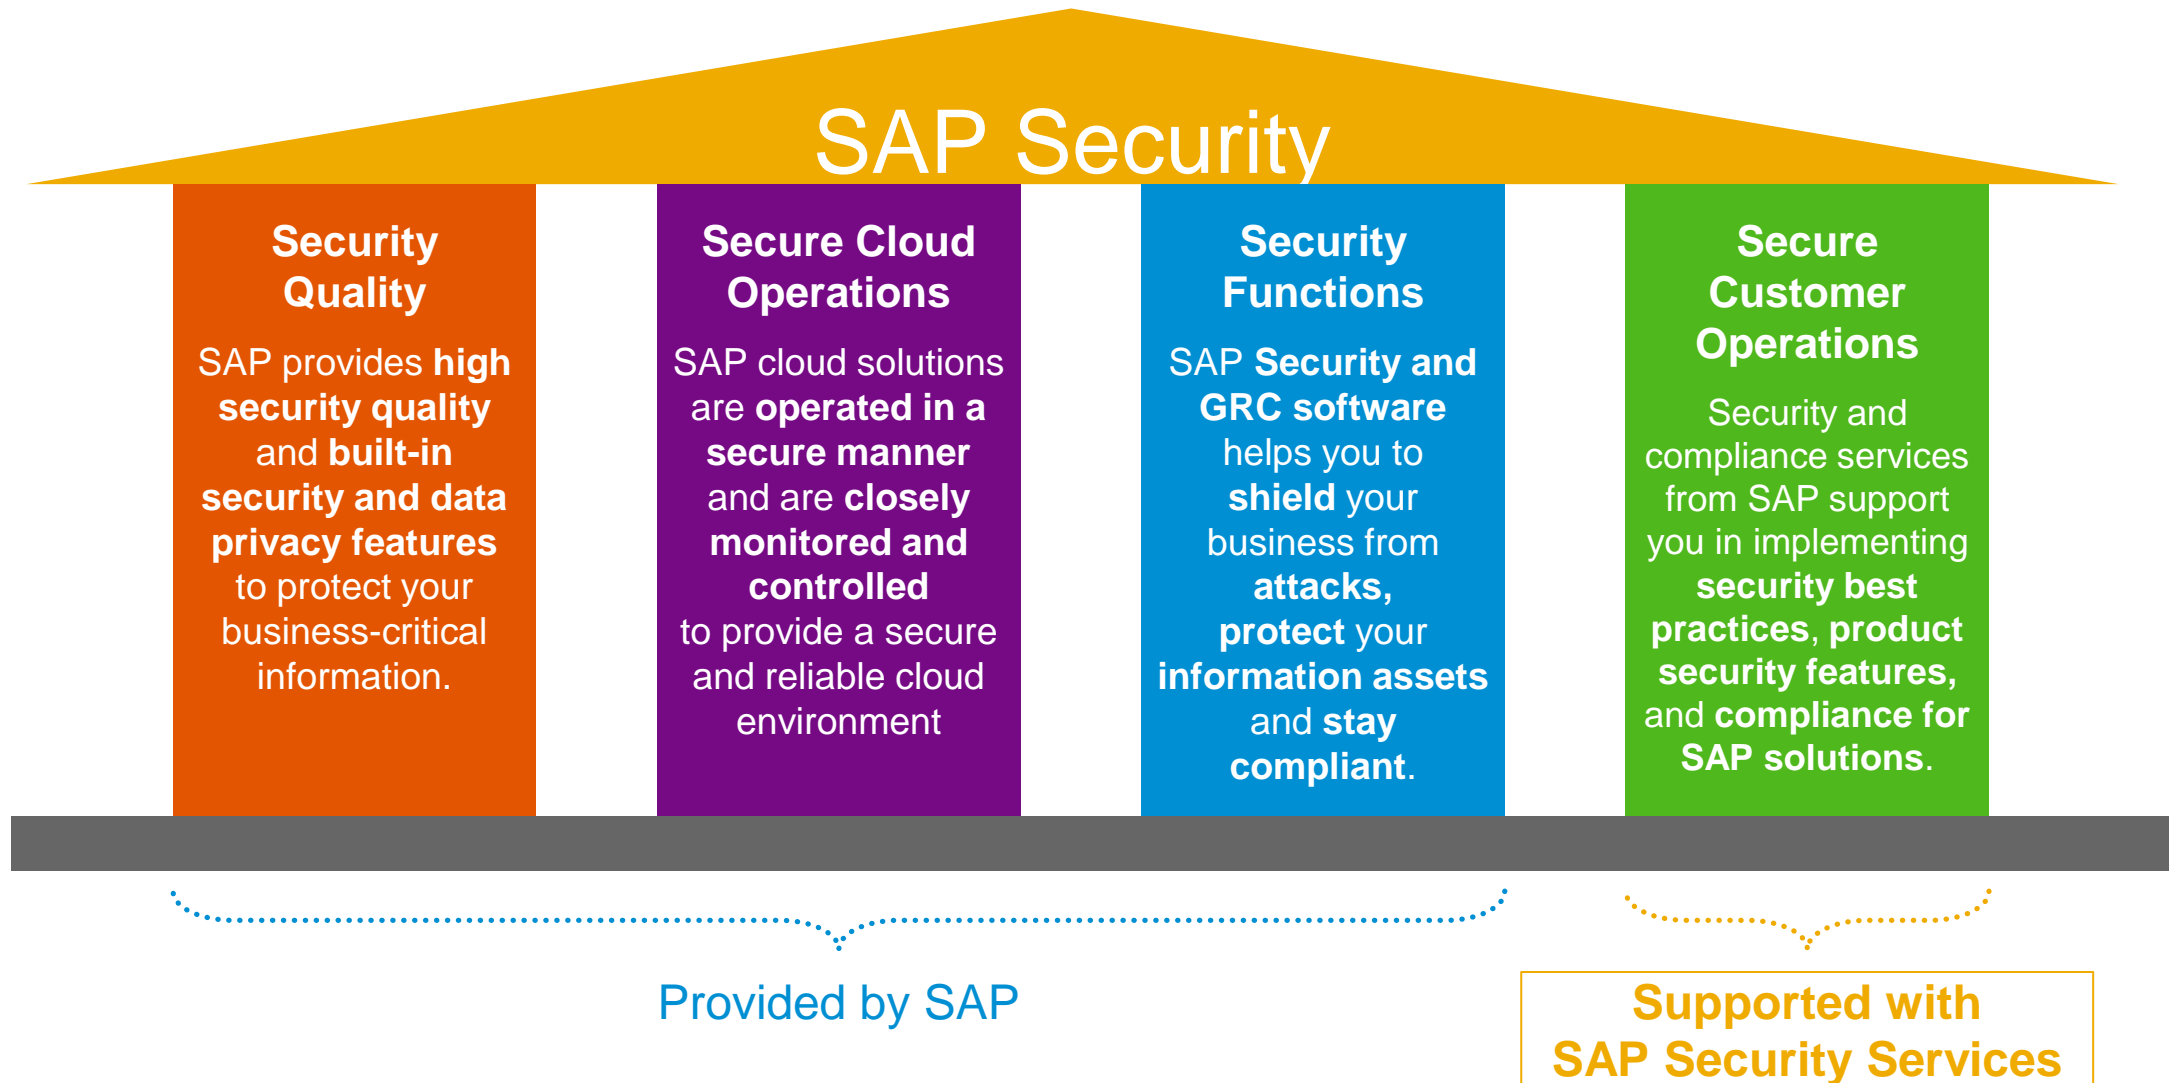 SAP Security
Security
Quality
SAP provides high
security quality
and built-in
security and data
privacy features
to protect your
business-critical
information.
Secure Cloud
Operations
SAP cloud solutions
are operated in a
secure manner
and are closely
monitored and
controlled
to provide a secure
and reliable cloud
environment
Security
Functions
SAP Security and
GRC software
helps you to
shield your
business from
attacks,
protect your
information assets
and stay
compliant.
Secure
Customer
Operations
Security and
compliance services
from SAP support
you in implementing
security best
practices, product
security features,
and compliance for
SAP solutions.
Provided by SAP
Supported with
SAP Security Services